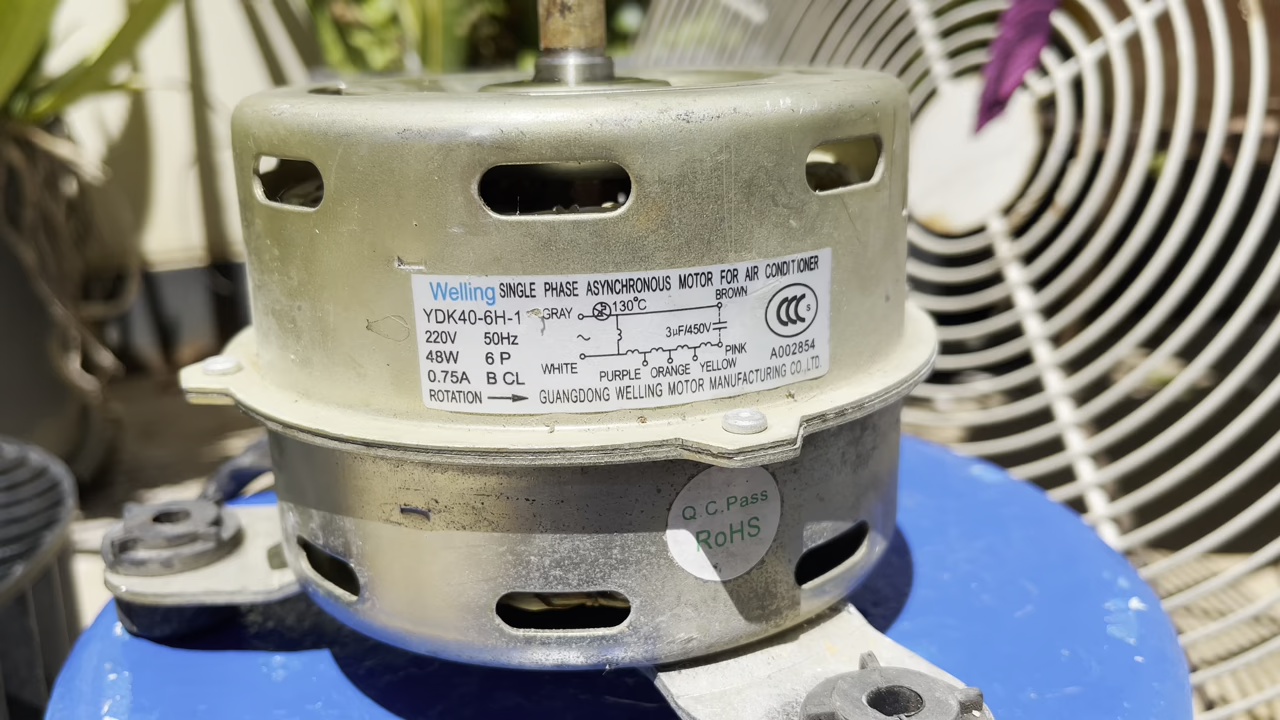 Welling SINGLE PHASE ASYNCHRONOUS MOTOR FOR AIR CONDITIONER
YDK40-6H-1 GRAY 130℃ BROWN
220V 50Hz ~ 3μF/450V CCC S
48W 6 P WHITE PINK A002854
0.75A B CL PURPLE ORANGE YELLOW
ROTATION → GUANGDONG WELLING MOTOR MANUFACTURING CO.,LTD.
Q C.Pass
RoHS